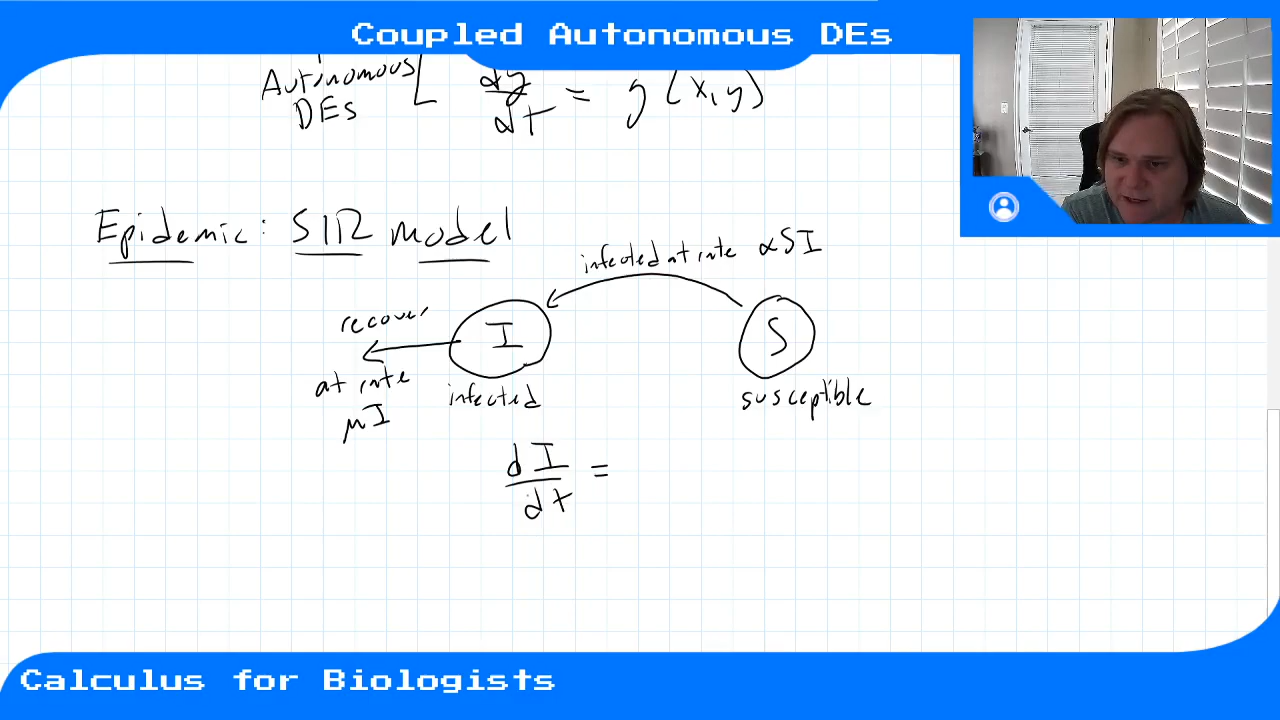 Coupled Autonomous DEs
Autonomous
DEs
dy/dt = g(x,y)
Epidemic: SIR model
infected at rate αSI
recover
I
S
at rate
μI
infected
susceptible
dI/dt =
Calculus for Biologists